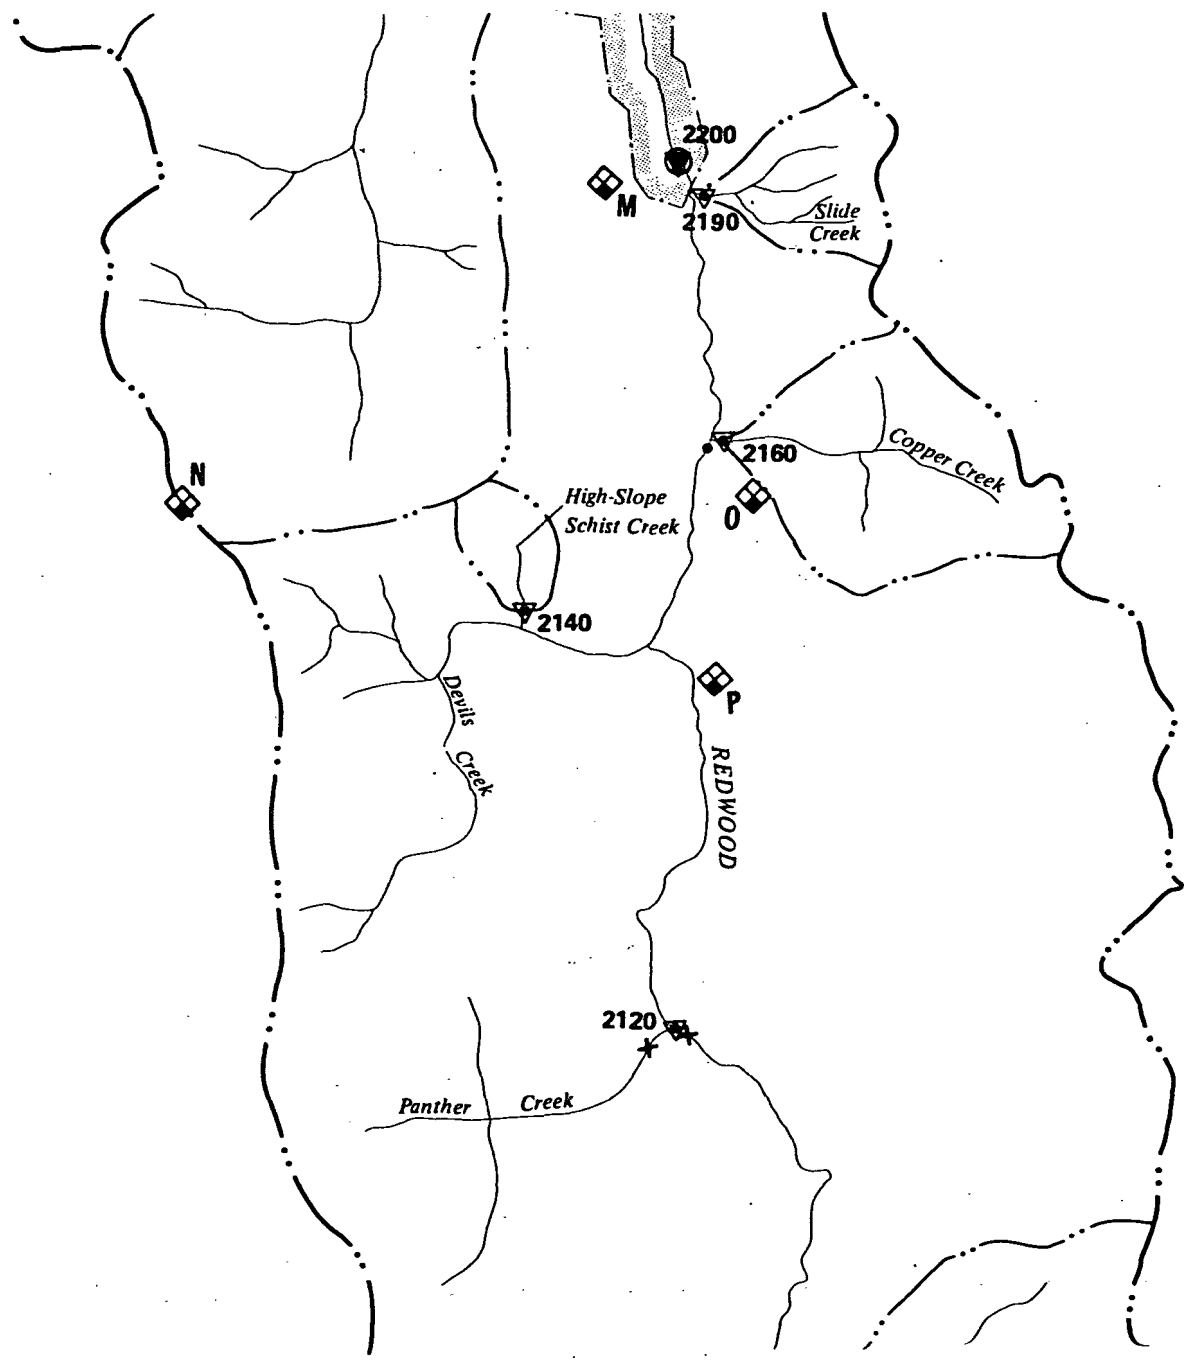 2200
M
2190
Slide
Creek
Copper Creek
2160
N
O
High-Slope
Schist Creek
2140
P
Devils
Creek
REDWOOD
2120
Panther Creek